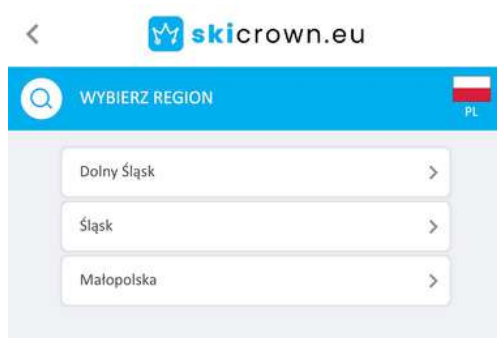 skicrown.eu
WYBIERZ REGION
PL
Dolny Śląsk
Śląsk
Małopolska